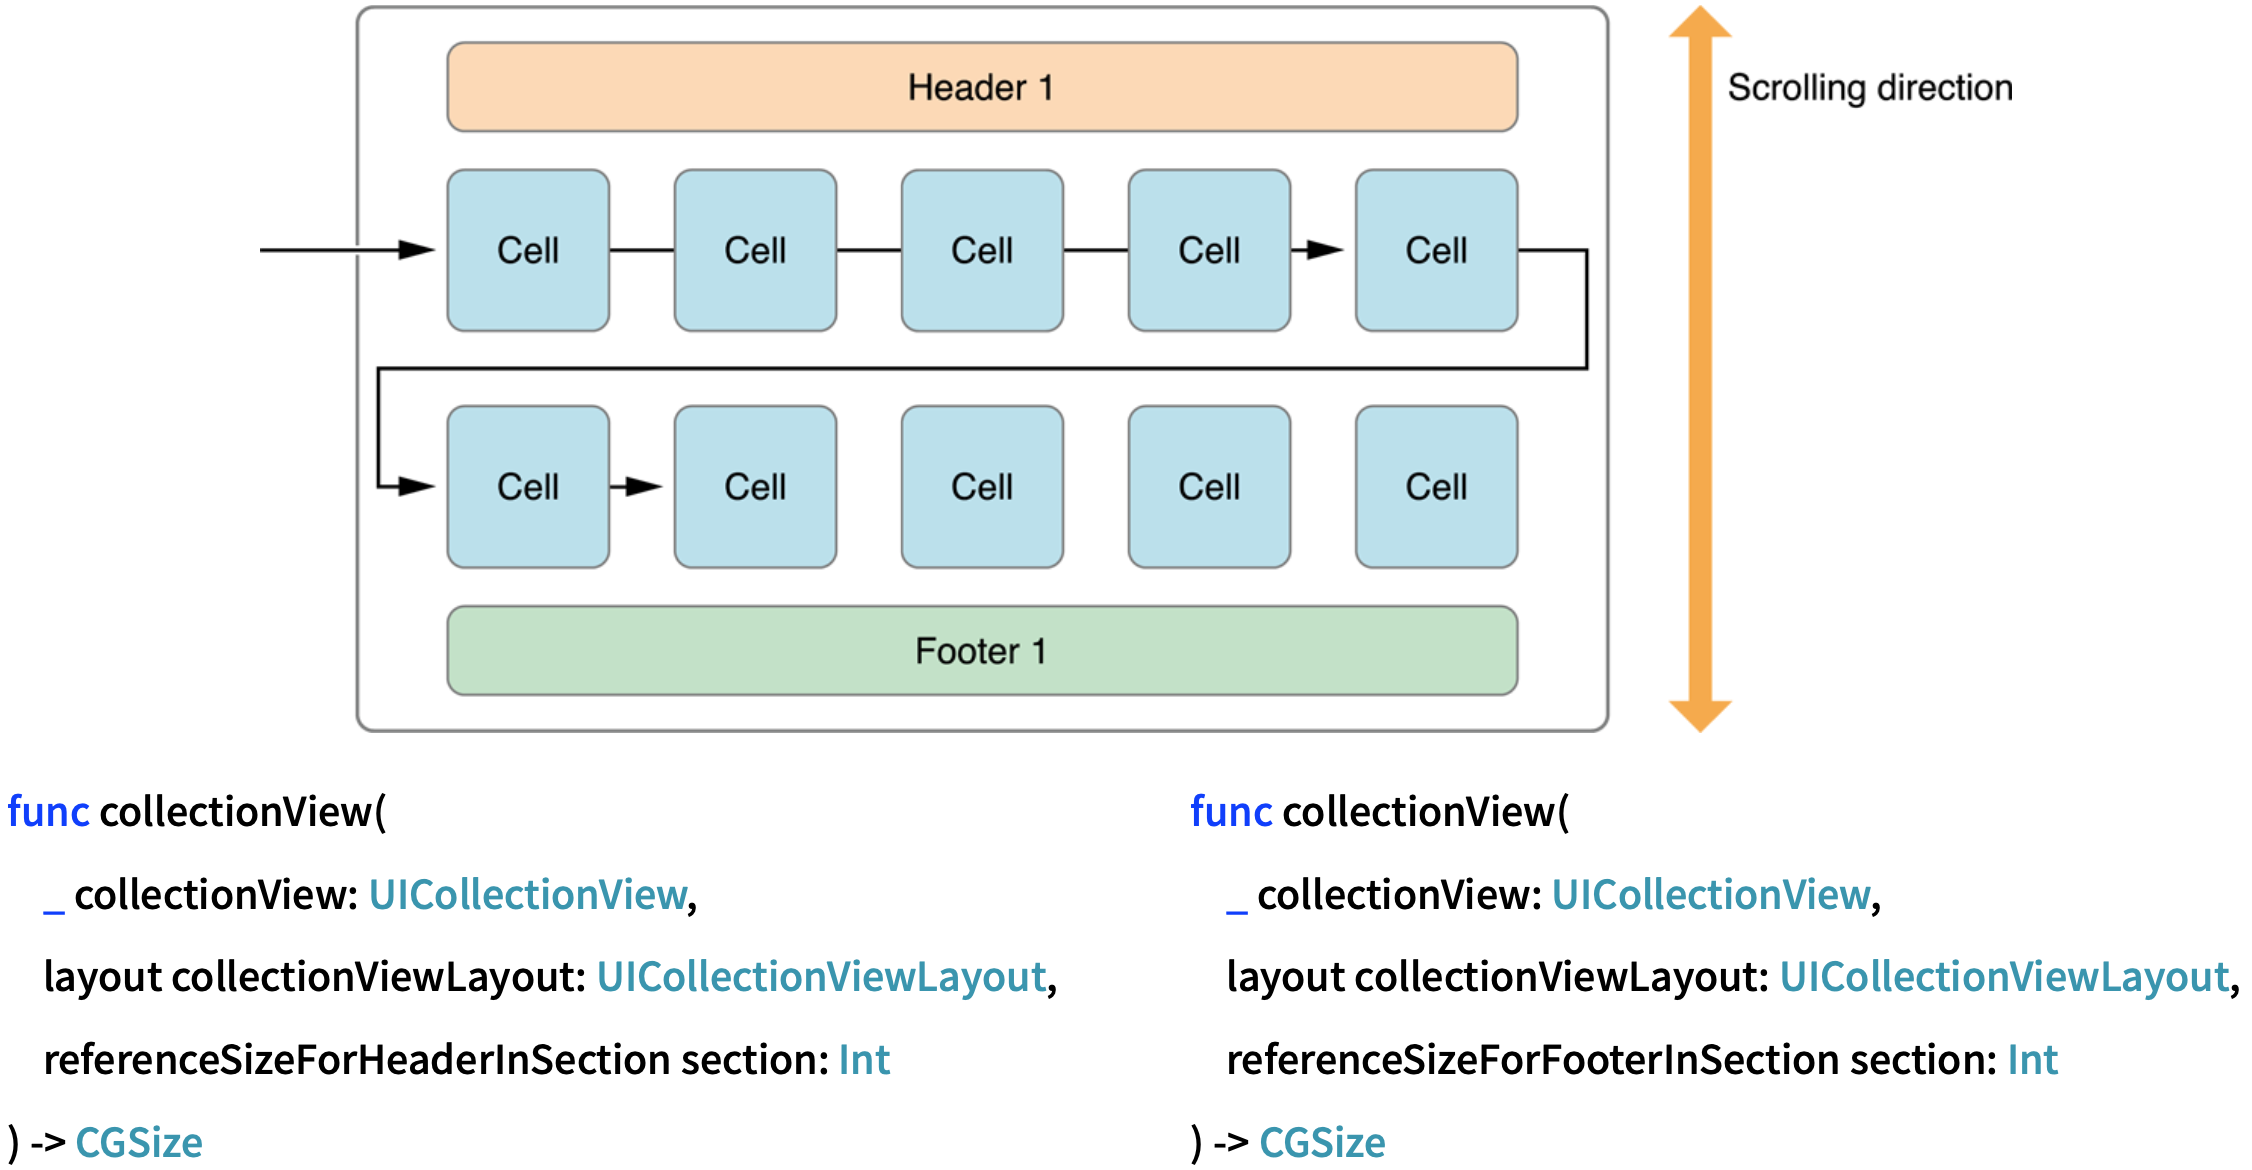 Header 1
Scrolling direction
Cell Cell Cell Cell Cell
Cell Cell Cell Cell Cell
Footer 1
func collectionView(
_ collectionView: UICollectionView,
layout collectionViewLayout: UICollectionViewLayout,
referenceSizeForHeaderInSection section: Int
) -> CGSize
func collectionView(
_ collectionView: UICollectionView,
layout collectionViewLayout: UICollectionViewLayout,
referenceSizeForFooterInSection section: Int
) -> CGSize